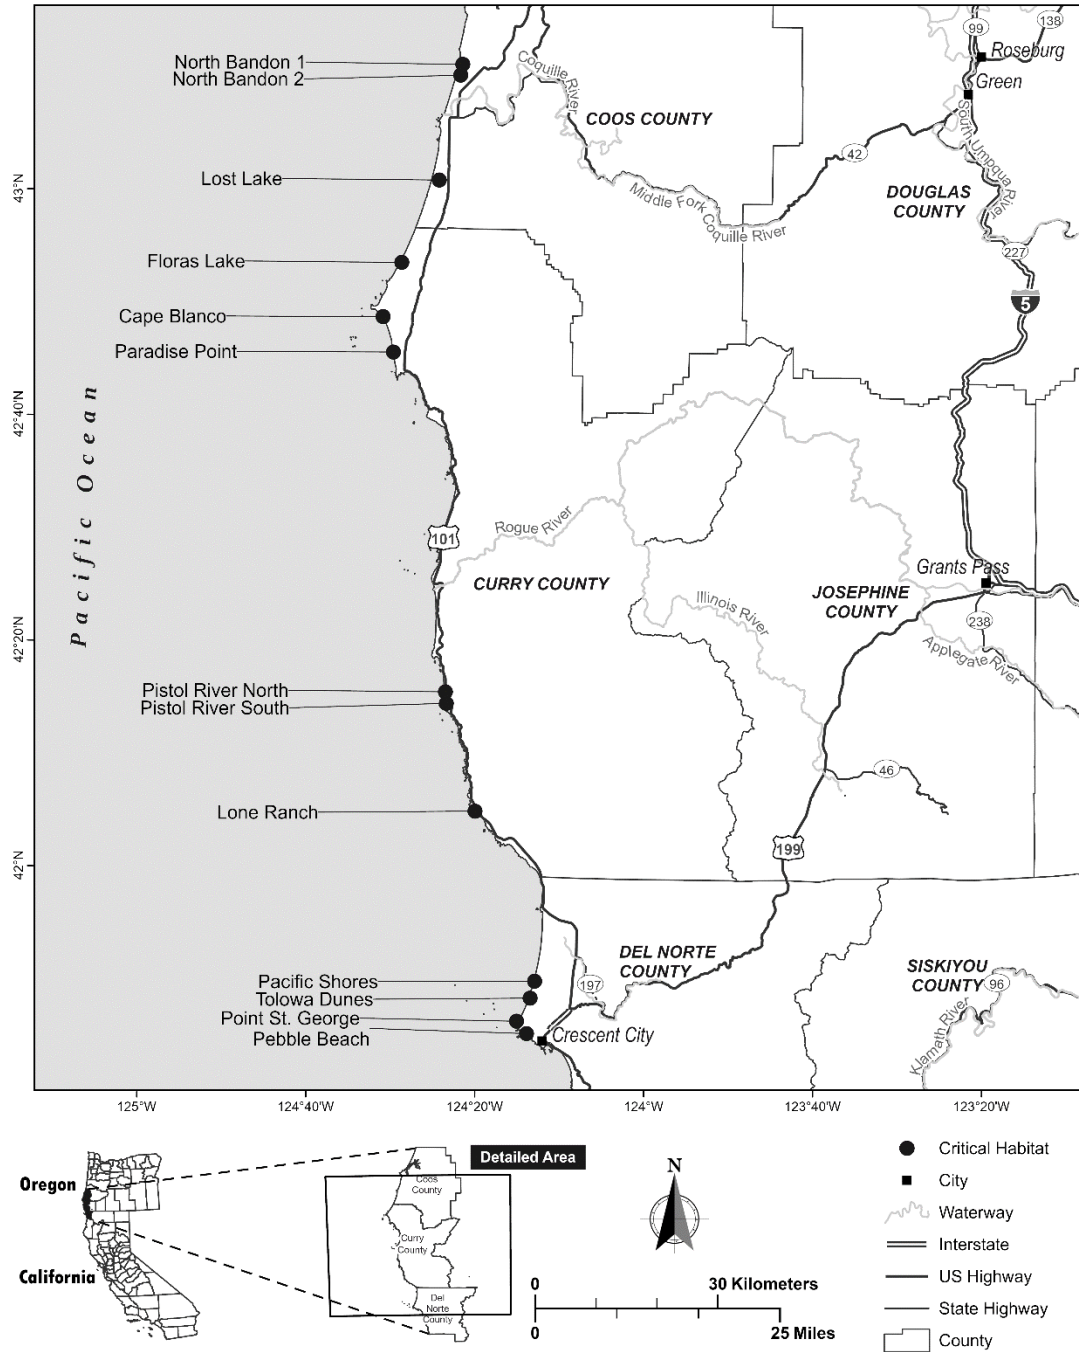 99
138
Roseburg
Green
North Bandon 1
North Bandon 2
Coquille River
COOS COUNTY
South Umpqua River
42
43°N
Lost Lake
Middle Fork Coquille River
DOUGLAS
COUNTY
227
Floras Lake
5
Cape Blanco
Paradise Point
42°40'N
Pacific Ocean
Rogue River
101
CURRY COUNTY
Grants Pass
JOSEPHINE
COUNTY
Illinois River
238
42°20'N
Applegate River
Pistol River North
Pistol River South
46
Lone Ranch
199
42°N
DEL NORTE
COUNTY
SISKIYOU
COUNTY
96
197
Pacific Shores
Tolowa Dunes
Point St. George
Pebble Beach
Crescent City
Klamath River
125°W
124°40'W
124°20'W
124°W
123°40'W
123°20'W
Detailed Area
Oregon
California
Coos
County
Curry
County
Del
Norte
County
N
0
30 Kilometers
0
25 Miles
Critical Habitat
City
Waterway
Interstate
US Highway
State Highway
County